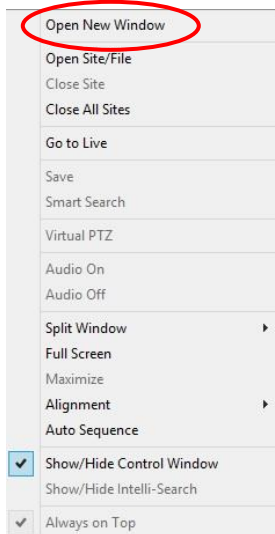 Open New Window
Open Site/File
Close Site
Close All Sites
Go to Live
Save
Smart Search
Virtual PTZ
Audio On
Audio Off
Split Window
Full Screen
Maximize
Alignment
Auto Sequence
Show/Hide Control Window
Show/Hide Intelli-Search
Always on Top